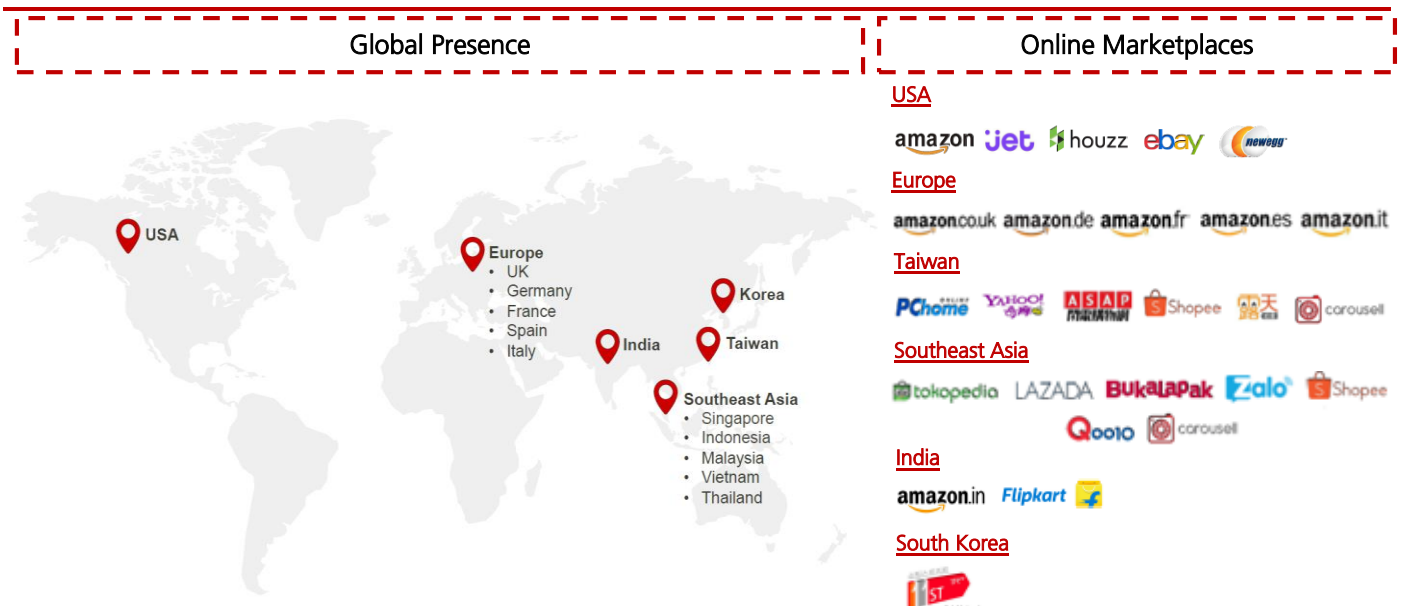 Global Presence
Online Marketplaces
USA
Europe
• UK
• Germany
• France
• Spain
• Italy
Korea
India
Taiwan
Southeast Asia
• Singapore
• Indonesia
• Malaysia
• Vietnam
• Thailand
USA
amazon jet houzz ebay newegg
Europe
amazon.co.uk amazon.de amazon.fr amazon.es amazon.it
Taiwan
PChome ONLINE YAHOO! ASAP Shopee 天 carousell
Southeast Asia
tokopedia LAZADA BukaLaPak Zalo Shopee
Qoo10 carousell
India
amazon.in Flipkart
South Korea
11ST